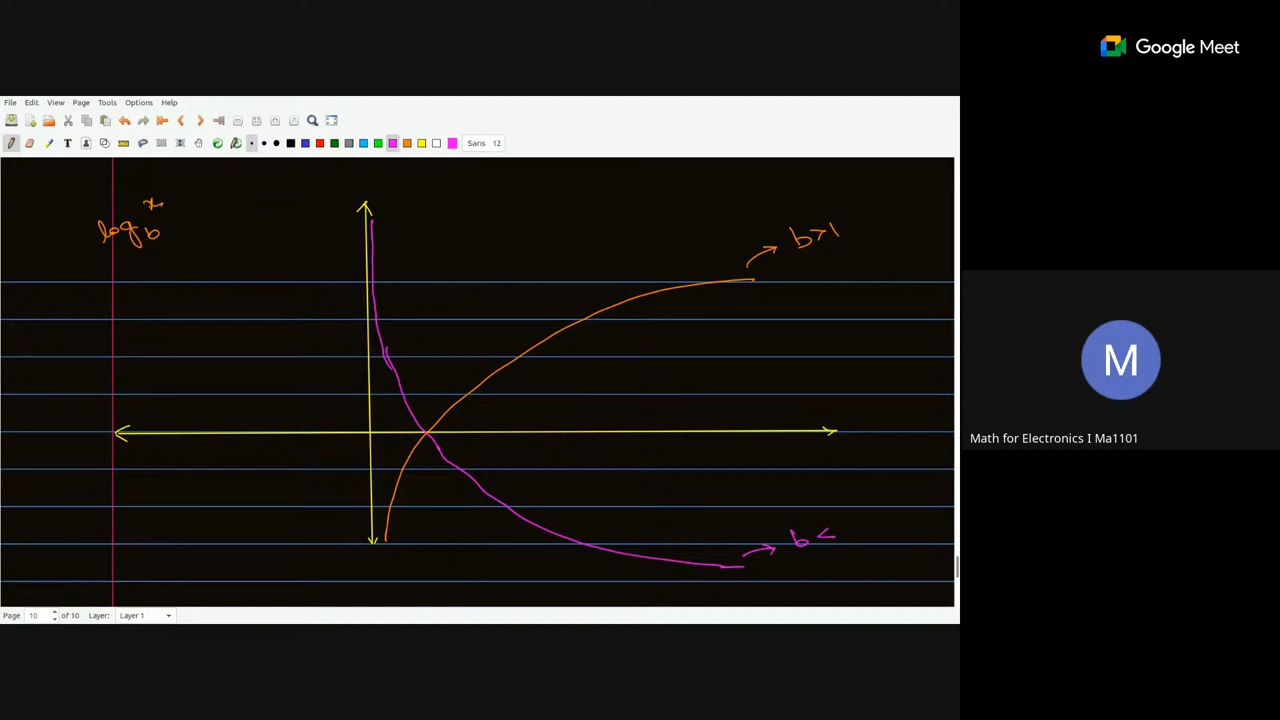 Google Meet
File Edit View Page Tools Options Help
Sans 12
log_b^x
b>1
b<
M
Math for Electronics I Ma1101
Page 10 of 10 Layer: Layer 1